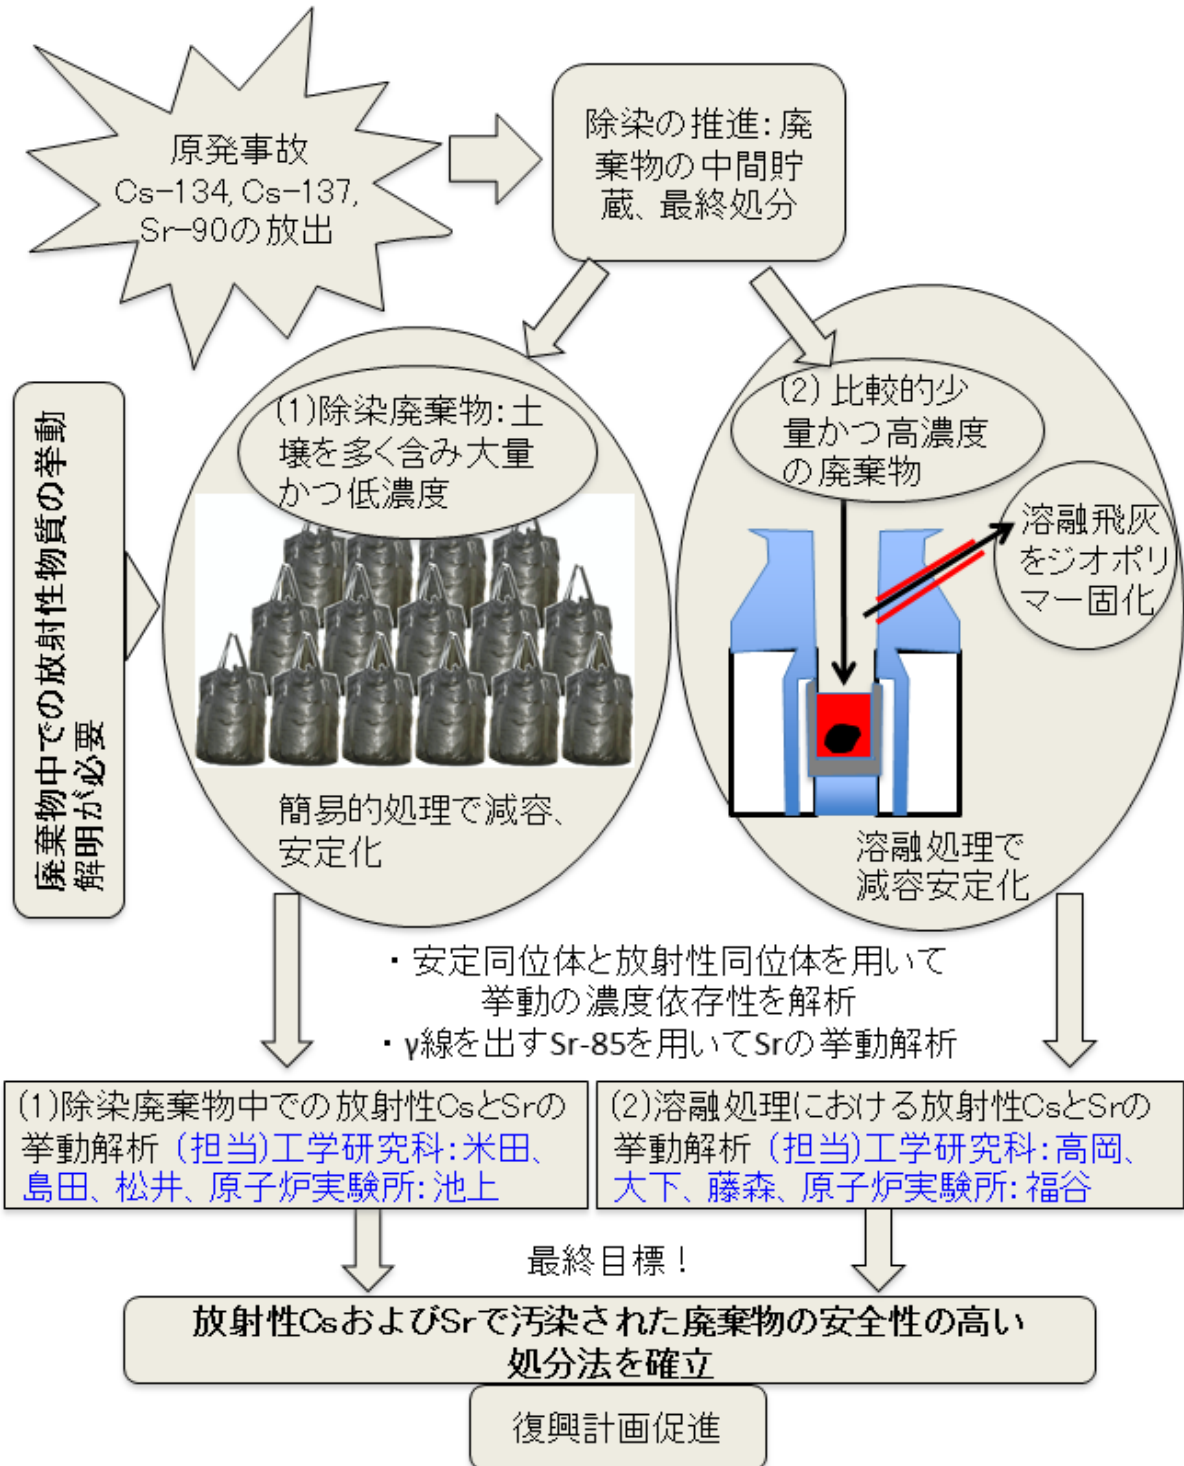 原発事故
Cs-134, Cs-137,
Sr-90の放出
除染の推進: 廃
棄物の中間貯
蔵、最終処分
(1)除染廃棄物: 土
壌を多く含み大量
かつ低濃度
(2) 比較的少
量かつ高濃度
の廃棄物
溶融飛灰
をジオポリ
マー固化
廃棄物中での放射性物質の挙動
解明が必要
簡易的処理で減容、
安定化
溶融処理で
減容安定化
・安定同位体と放射性同位体を用いて
挙動の濃度依存性を解析
・γ線を出すSr-85を用いてSrの挙動解析
(1)除染廃棄物中での放射性CsとSrの
挙動解析 (担当)工学研究科: 米田、
島田、松井、原子炉実験所: 池上
(2)溶融処理における放射性CsとSrの
挙動解析 (担当)工学研究科: 高岡、
大下、藤森、原子炉実験所: 福谷
最終目標!
放射性CsおよびSrで汚染された廃棄物の安全性の高い
処分法を確立
復興計画促進